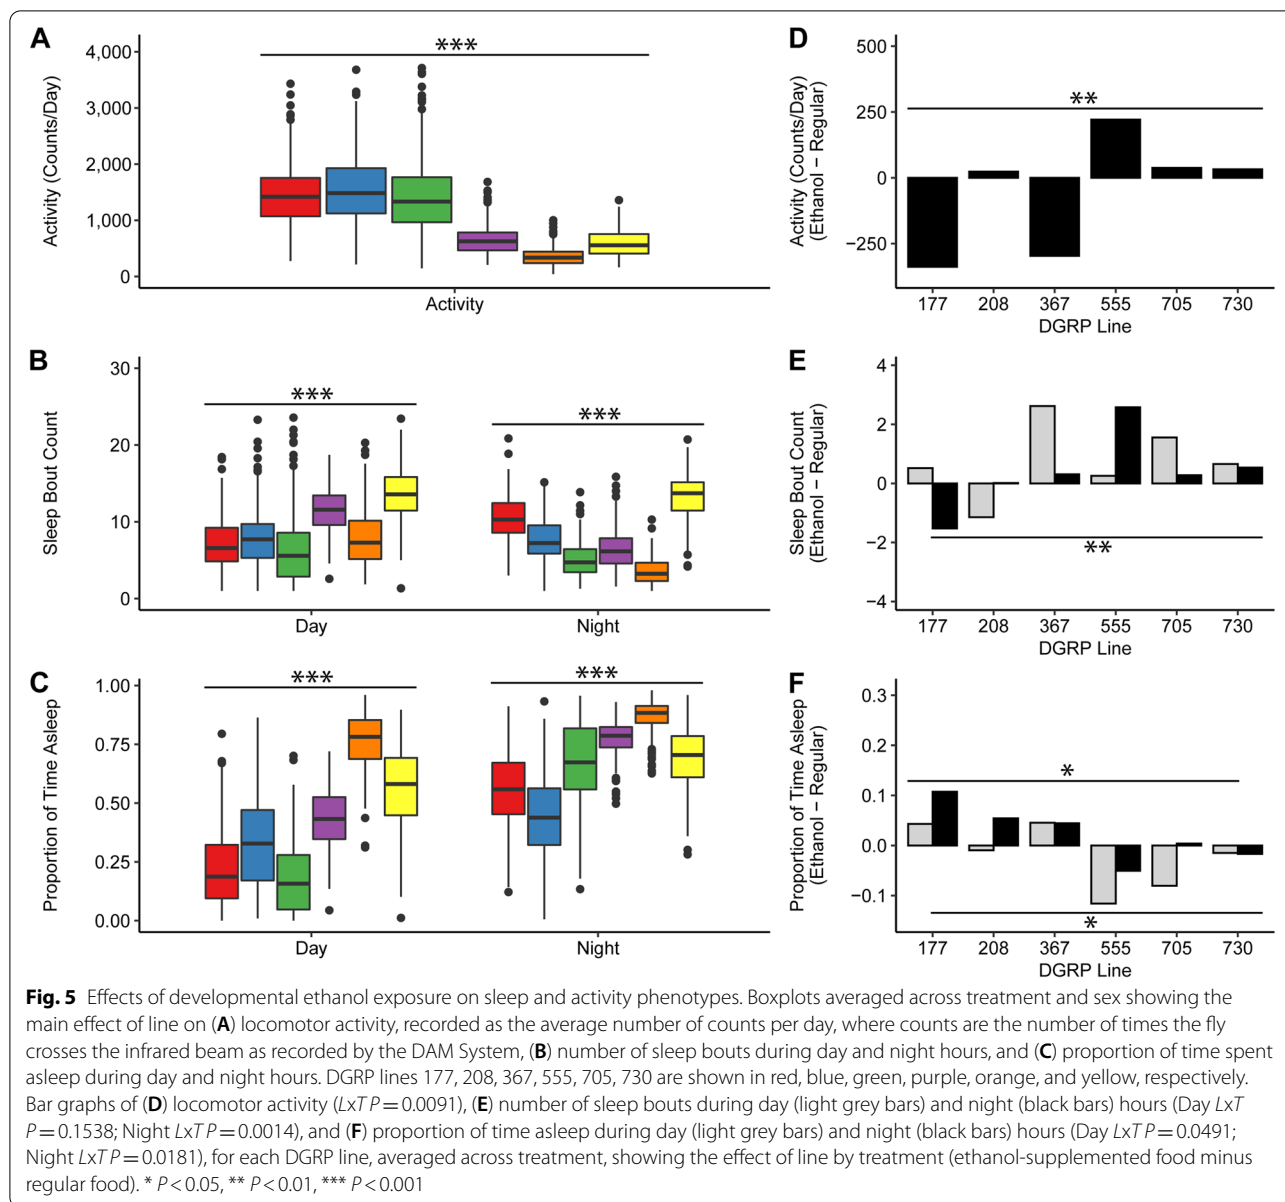 A
Activity (Counts/Day)
4,000
3,000
2,000
1,000
0
***
Activity
D
Activity (Counts/Day)
(Ethanol − Regular)
500
250
0
−250
**
177 208 367 555 705 730
DGRP Line
B
Sleep Bout Count
30
20
10
0
***
***
Day Night
E
Sleep Bout Count
(Ethanol − Regular)
4
2
0
−2
−4
**
177 208 367 555 705 730
DGRP Line
C
Proportion of Time Asleep
1.00
0.75
0.50
0.25
0.00
***
***
Day Night
F
Proportion of Time Asleep
(Ethanol − Regular)
0.3
0.2
0.1
0.0
−0.1
*
*
177 208 367 555 705 730
DGRP Line
Fig. 5 Effects of developmental ethanol exposure on sleep and activity phenotypes. Boxplots averaged across treatment and sex showing the
main effect of line on (A) locomotor activity, recorded as the average number of counts per day, where counts are the number of times the fly
crosses the infrared beam as recorded by the DAM System, (B) number of sleep bouts during day and night hours, and (C) proportion of time spent
asleep during day and night hours. DGRP lines 177, 208, 367, 555, 705, 730 are shown in red, blue, green, purple, orange, and yellow, respectively.
Bar graphs of (D) locomotor activity (LxT P = 0.0091), (E) number of sleep bouts during day (light grey bars) and night (black bars) hours (Day LxT
P = 0.1538; Night LxT P = 0.0014), and (F) proportion of time asleep during day (light grey bars) and night (black bars) hours (Day LxT P = 0.0491;
Night LxT P = 0.0181), for each DGRP line, averaged across treatment, showing the effect of line by treatment (ethanol-supplemented food minus
regular food). * P < 0.05, ** P < 0.01, *** P < 0.001